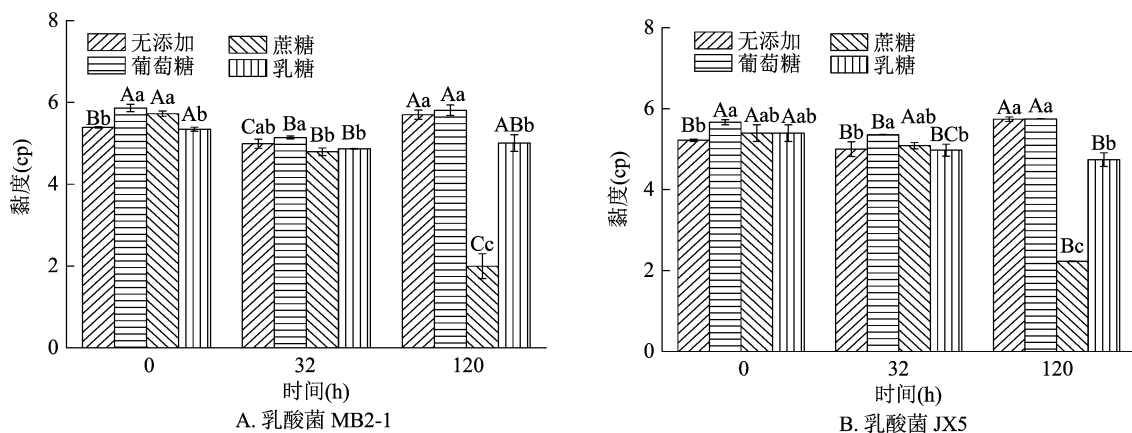 8
6
4
2
0
黏度(cp)
无添加
蔗糖
葡萄糖
乳糖
Bb Aa Aa Ab
Cab Ba Bb Bb
Aa Aa Cc ABb
0 32 120
时间(h)
A. 乳酸菌 MB2-1
8
6
4
2
0
黏度(cp)
无添加
蔗糖
葡萄糖
乳糖
Bb Aa Aab Aab
Bb Ba Aab BCb
Aa Aa Bc Bb
0 32 120
时间(h)
B. 乳酸菌 JX5